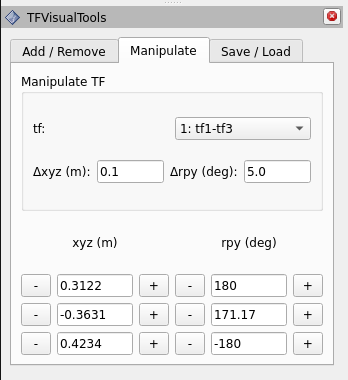 TFVisualTools
Add / Remove Manipulate Save / Load
Manipulate TF
tf: 1: tf1-tf3
Δxyz (m): 0.1 Δrpy (deg): 5.0
xyz (m) rpy (deg)
- 0.3122 + - 180 +
- -0.3631 + - 171.17 +
- 0.4234 + - -180 +